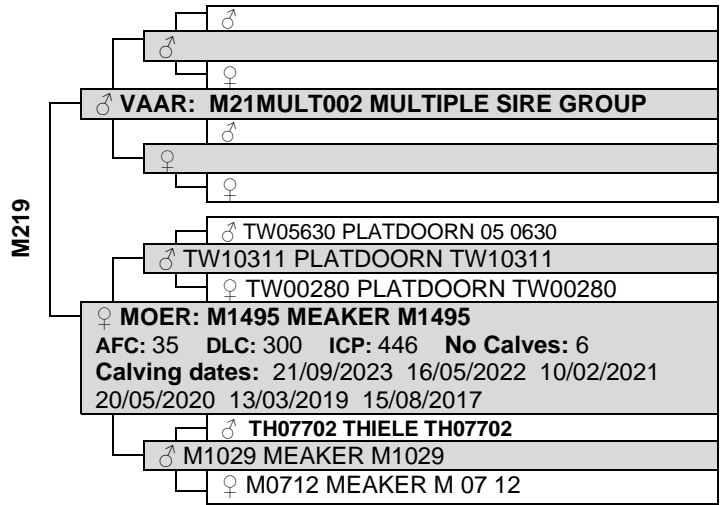 ♂
♂
♀
♂ VAAR: M21MULT002 MULTIPLE SIRE GROUP
♂
♀
♀
M219
♂ TW05630 PLATDOORN 05 0630
♂ TW10311 PLATDOORN TW10311
♀ TW00280 PLATDOORN TW00280
♀ MOER: M1495 MEAKER M1495
AFC: 35 DLC: 300 ICP: 446 No Calves: 6
Calving dates: 21/09/2023 16/05/2022 10/02/2021
20/05/2020 13/03/2019 15/08/2017
♂ TH07702 THIELE TH07702
♂ M1029 MEAKER M1029
♀ M0712 MEAKER M 07 12